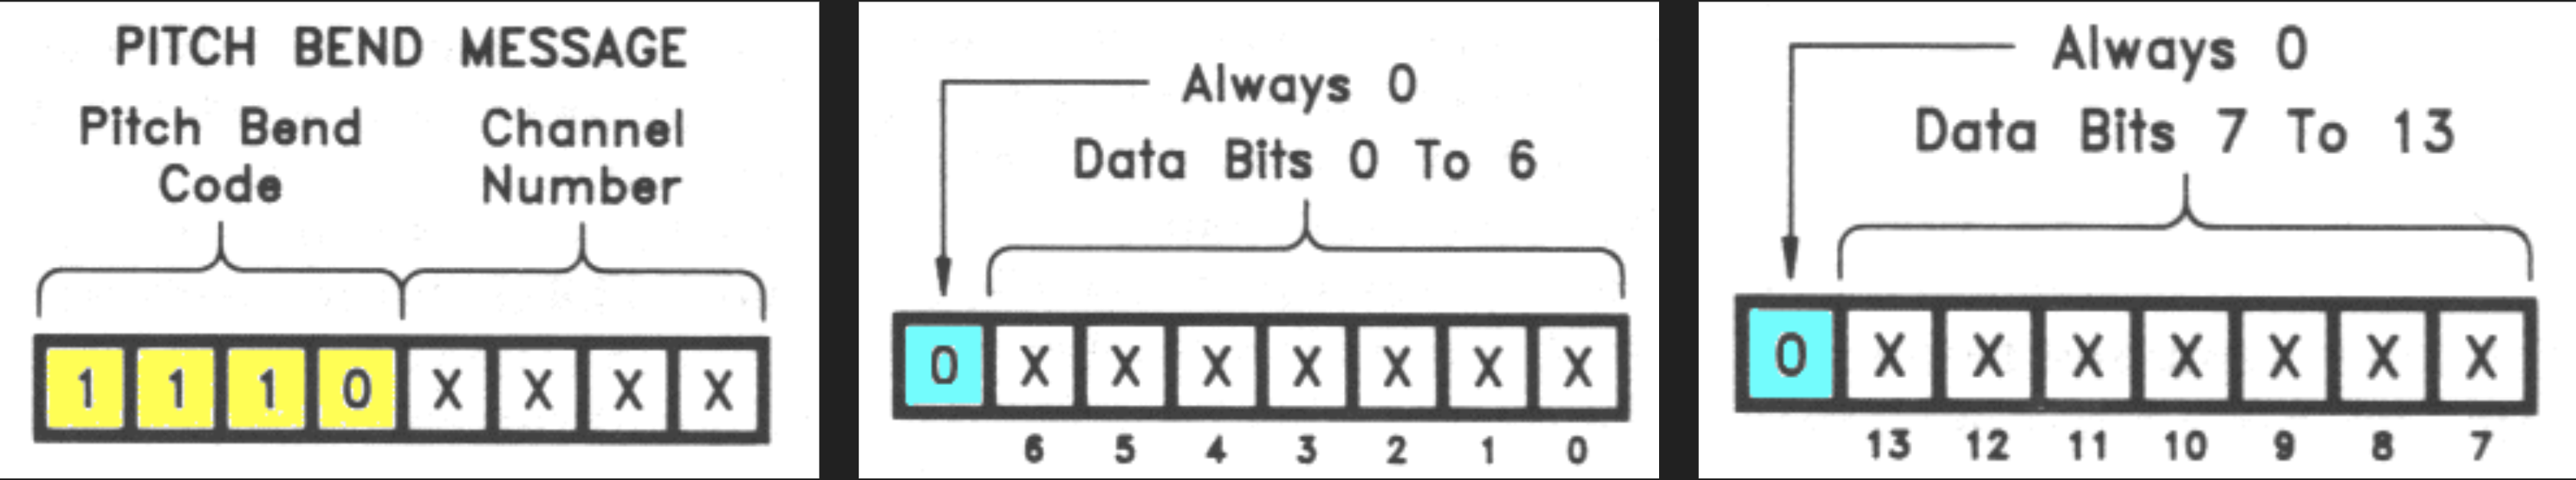 PITCH BEND MESSAGE
Pitch Bend Code
Channel Number
1 1 1 0 X X X X
Always 0
Data Bits 0 To 6
0 X X X X X X X
6 5 4 3 2 1 0
Always 0
Data Bits 7 To 13
0 X X X X X X X
13 12 11 10 9 8 7